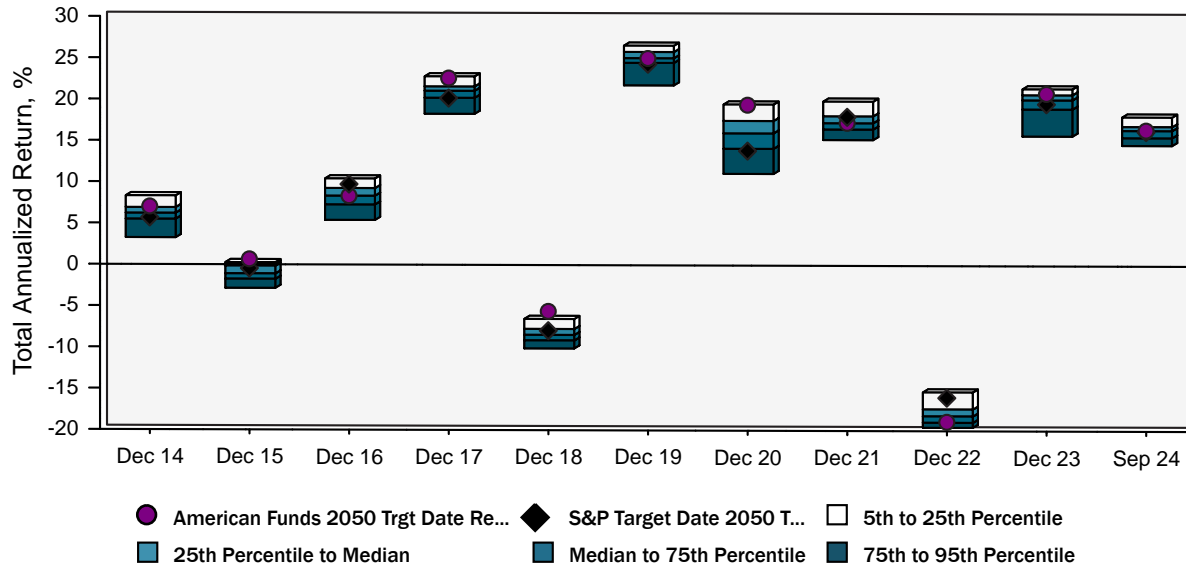 Total Annualized Return, %
30
25
20
15
10
5
0
-5
-10
-15
-20
Dec 14 Dec 15 Dec 16 Dec 17 Dec 18 Dec 19 Dec 20 Dec 21 Dec 22 Dec 23 Sep 24
American Funds 2050 Trgt Date Re... S&P Target Date 2050 T... 5th to 25th Percentile
25th Percentile to Median Median to 75th Percentile 75th to 95th Percentile